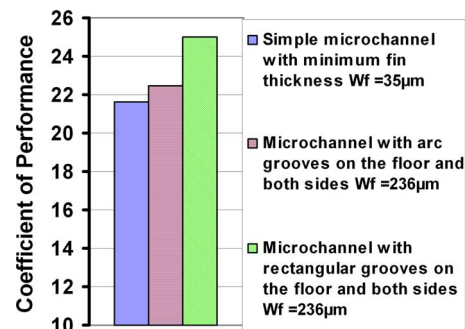 26
24
22
20
18
16
14
12
10
Coefficient of Performance
Simple microchannel
with minimum fin
thickness Wf =35µm
Microchannel with arc
grooves on the floor and
both sides Wf =236µm
Microchannel with
rectangular grooves on
the floor and both sides
Wf =236µm